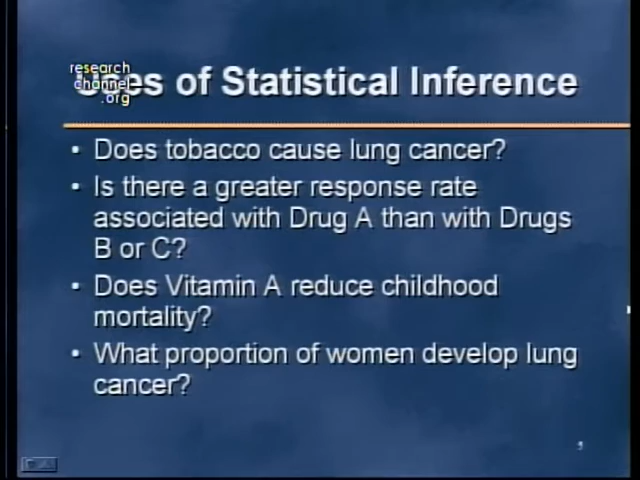 research
channel
.org
Uses of Statistical Inference
• Does tobacco cause lung cancer?
• Is there a greater response rate
associated with Drug A than with Drugs
B or C?
• Does Vitamin A reduce childhood
mortality?
• What proportion of women develop lung
cancer?